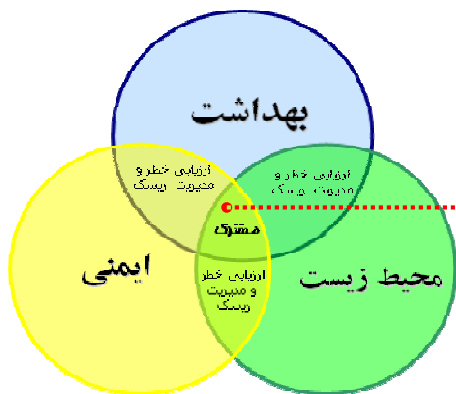 بهداشت
ارزیابی خطر و
مدیریت ریسک
ارزیابی خطر و
مدیریت ریسک
مشترک
ایمنی
ارزیابی خطر
و مدیریت
ریسک
محیط زیست